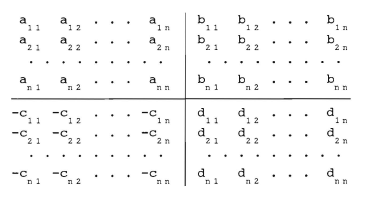 a₁₁ a₁₂ . . . a₁ₙ b₁₁ b₁₂ . . . b₁ₙ
a₂₁ a₂₂ . . . a₂ₙ b₂₁ b₂₂ . . . b₂ₙ
. . . . . . . . . . . . . . . . . .
aₙ₁ aₙ₂ . . . aₙₙ bₙ₁ bₙ₂ . . . bₙₙ
-c₁₁ -c₁₂ . . . -c₁ₙ d₁₁ d₁₂ . . . d₁ₙ
-c₂₁ -c₂₂ . . . -c₂ₙ d₂₁ d₂₂ . . . d₂ₙ
. . . . . . . . . . . . . . . . . .
-cₙ₁ -cₙ₂ . . . -cₙₙ dₙ₁ dₙ₂ . . . dₙₙ